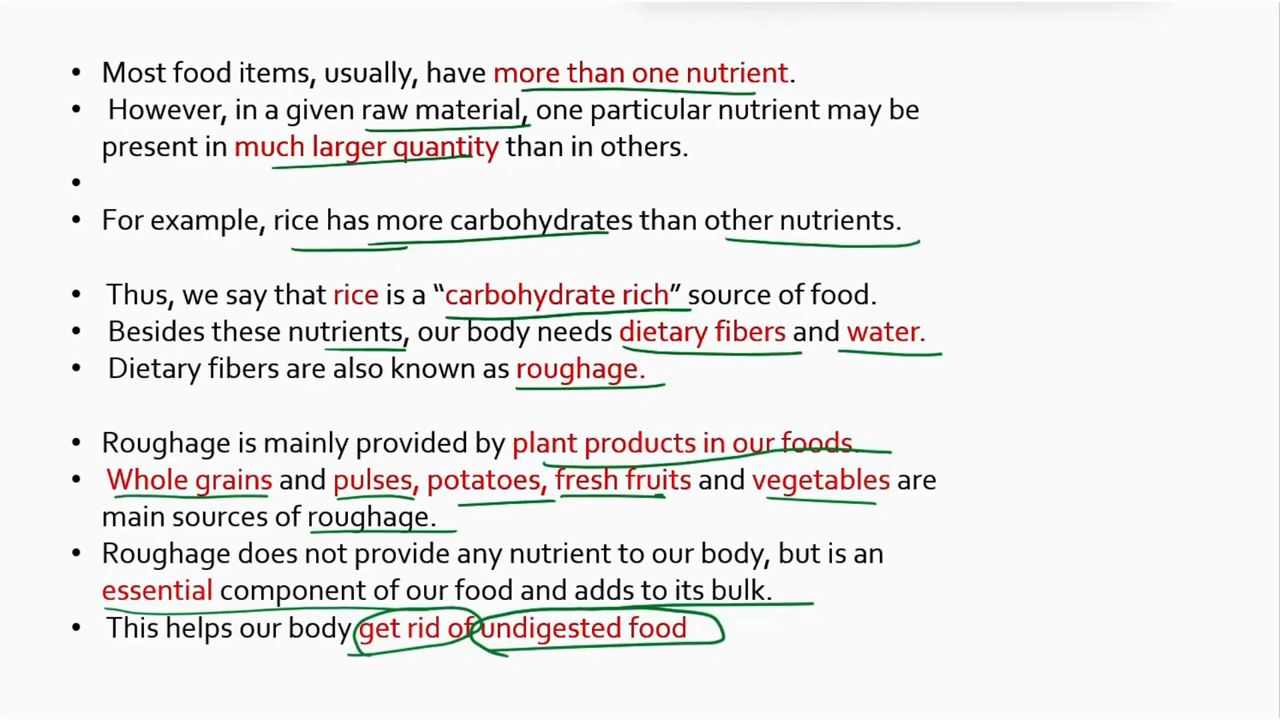 • Most food items, usually, have more than one nutrient.
• However, in a given raw material, one particular nutrient may be
present in much larger quantity than in others.
•
• For example, rice has more carbohydrates than other nutrients.
• Thus, we say that rice is a “carbohydrate rich” source of food.
• Besides these nutrients, our body needs dietary fibers and water.
• Dietary fibers are also known as roughage.
• Roughage is mainly provided by plant products in our foods.
• Whole grains and pulses, potatoes, fresh fruits and vegetables are
main sources of roughage.
• Roughage does not provide any nutrient to our body, but is an
essential component of our food and adds to its bulk.
• This helps our body get rid of undigested food